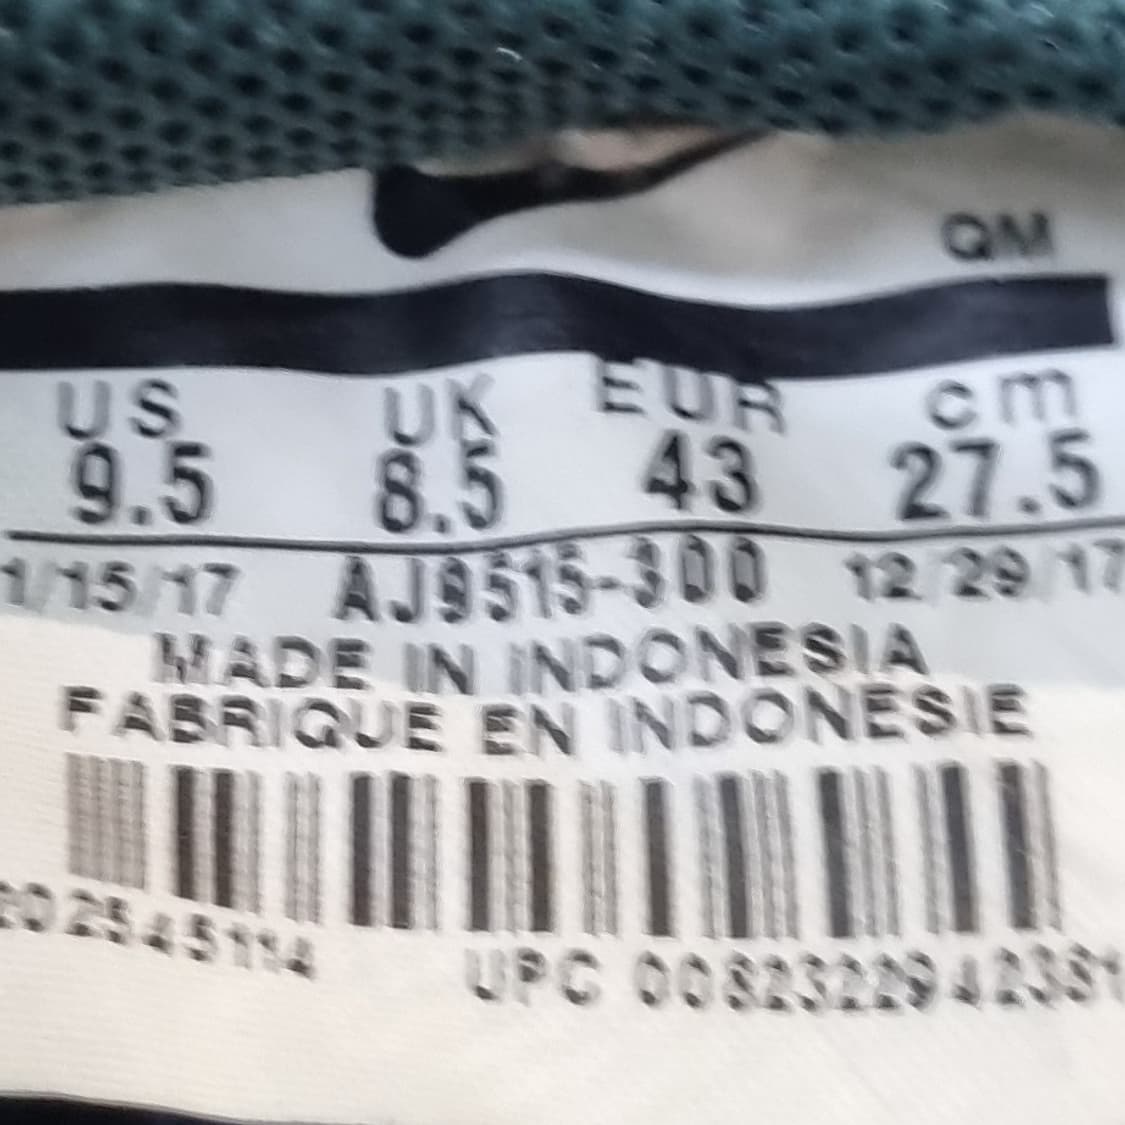 QM
US UK EUR cm
9.5 8.5 43 27.5
1/15/17 AJ9515-300 12/29/17
MADE IN INDONESIA
FABRIQUE EN INDONESIE
UPC